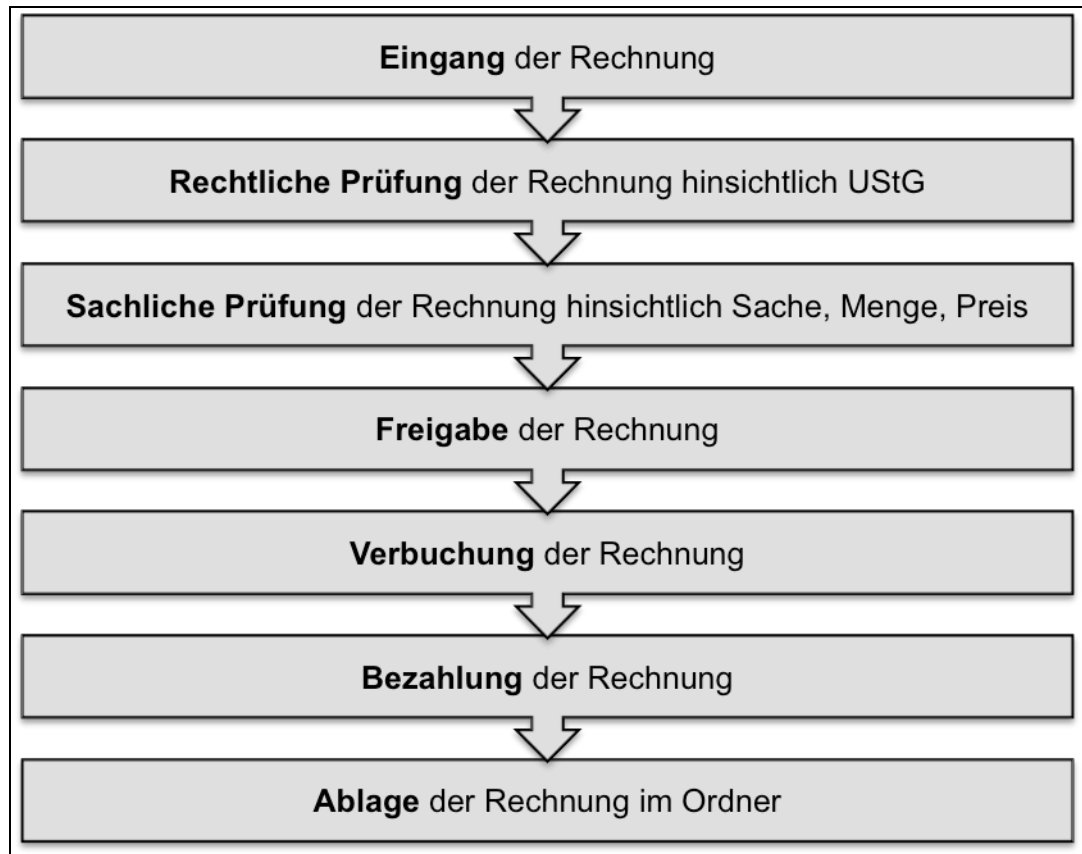 Eingang der Rechnung
Rechtliche Prüfung der Rechnung hinsichtlich UStG
Sachliche Prüfung der Rechnung hinsichtlich Sache, Menge, Preis
Freigabe der Rechnung
Verbuchung der Rechnung
Bezahlung der Rechnung
Ablage der Rechnung im Ordner